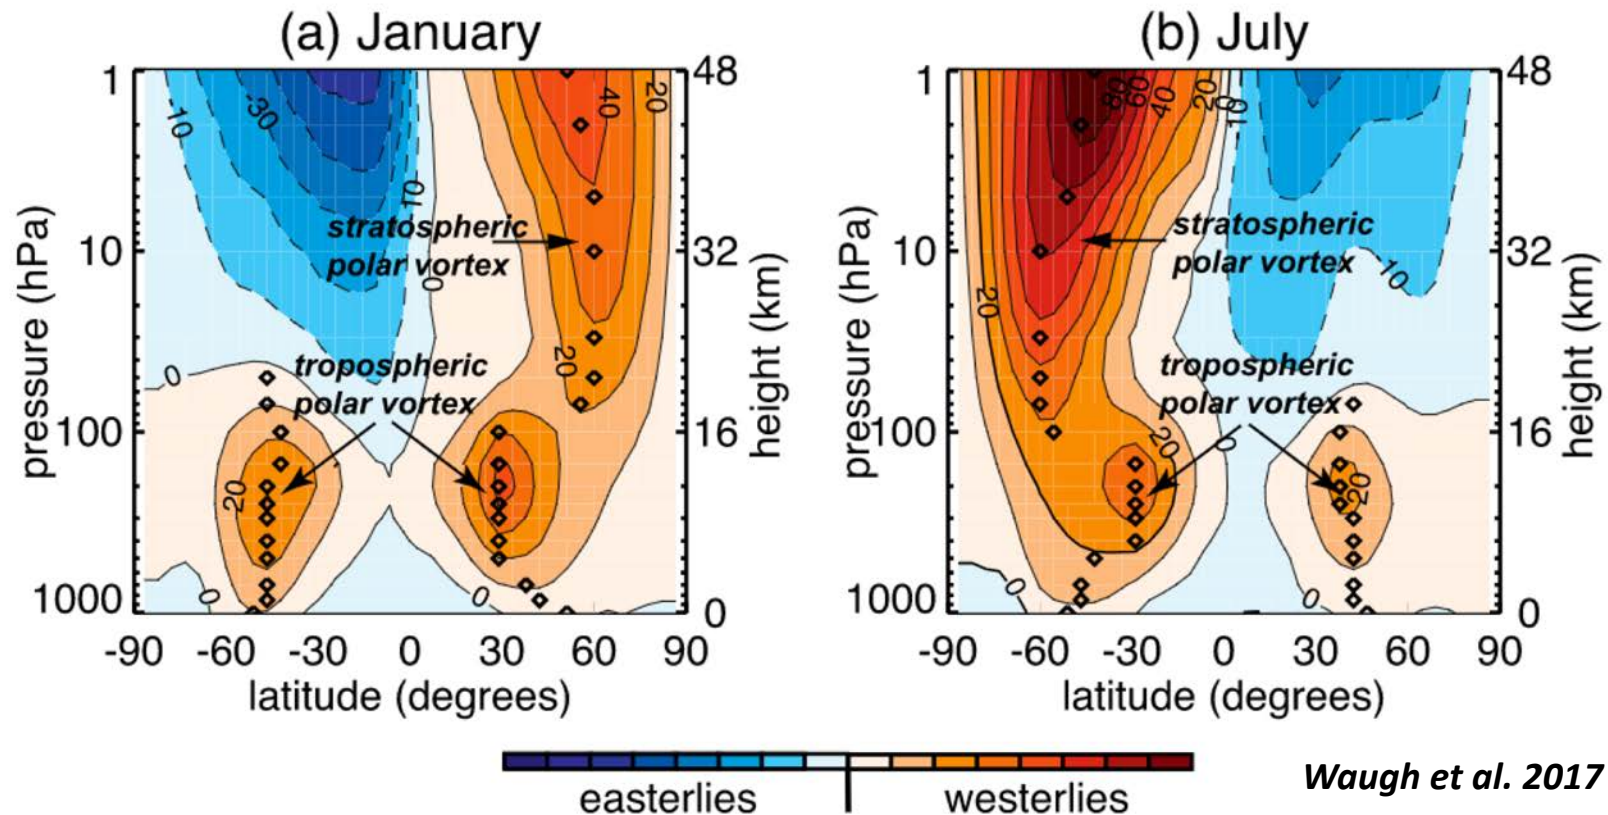 (a) January
(b) July
1
10
100
1000
pressure (hPa)
48
32
16
0
height (km)
-90 -60 -30 0 30 60 90
latitude (degrees)
-10
-30
10
0
0
0
0
20
20
40
20
stratospheric
polar vortex
tropospheric
polar vortex
1
10
100
1000
pressure (hPa)
48
32
16
0
height (km)
-90 -60 -30 0 30 60 90
latitude (degrees)
80
60
40
20
0
10
20
-10
20
0
20
0
0
stratospheric
polar vortex
tropospheric
polar vortex
easterlies
westerlies
Waugh et al. 2017